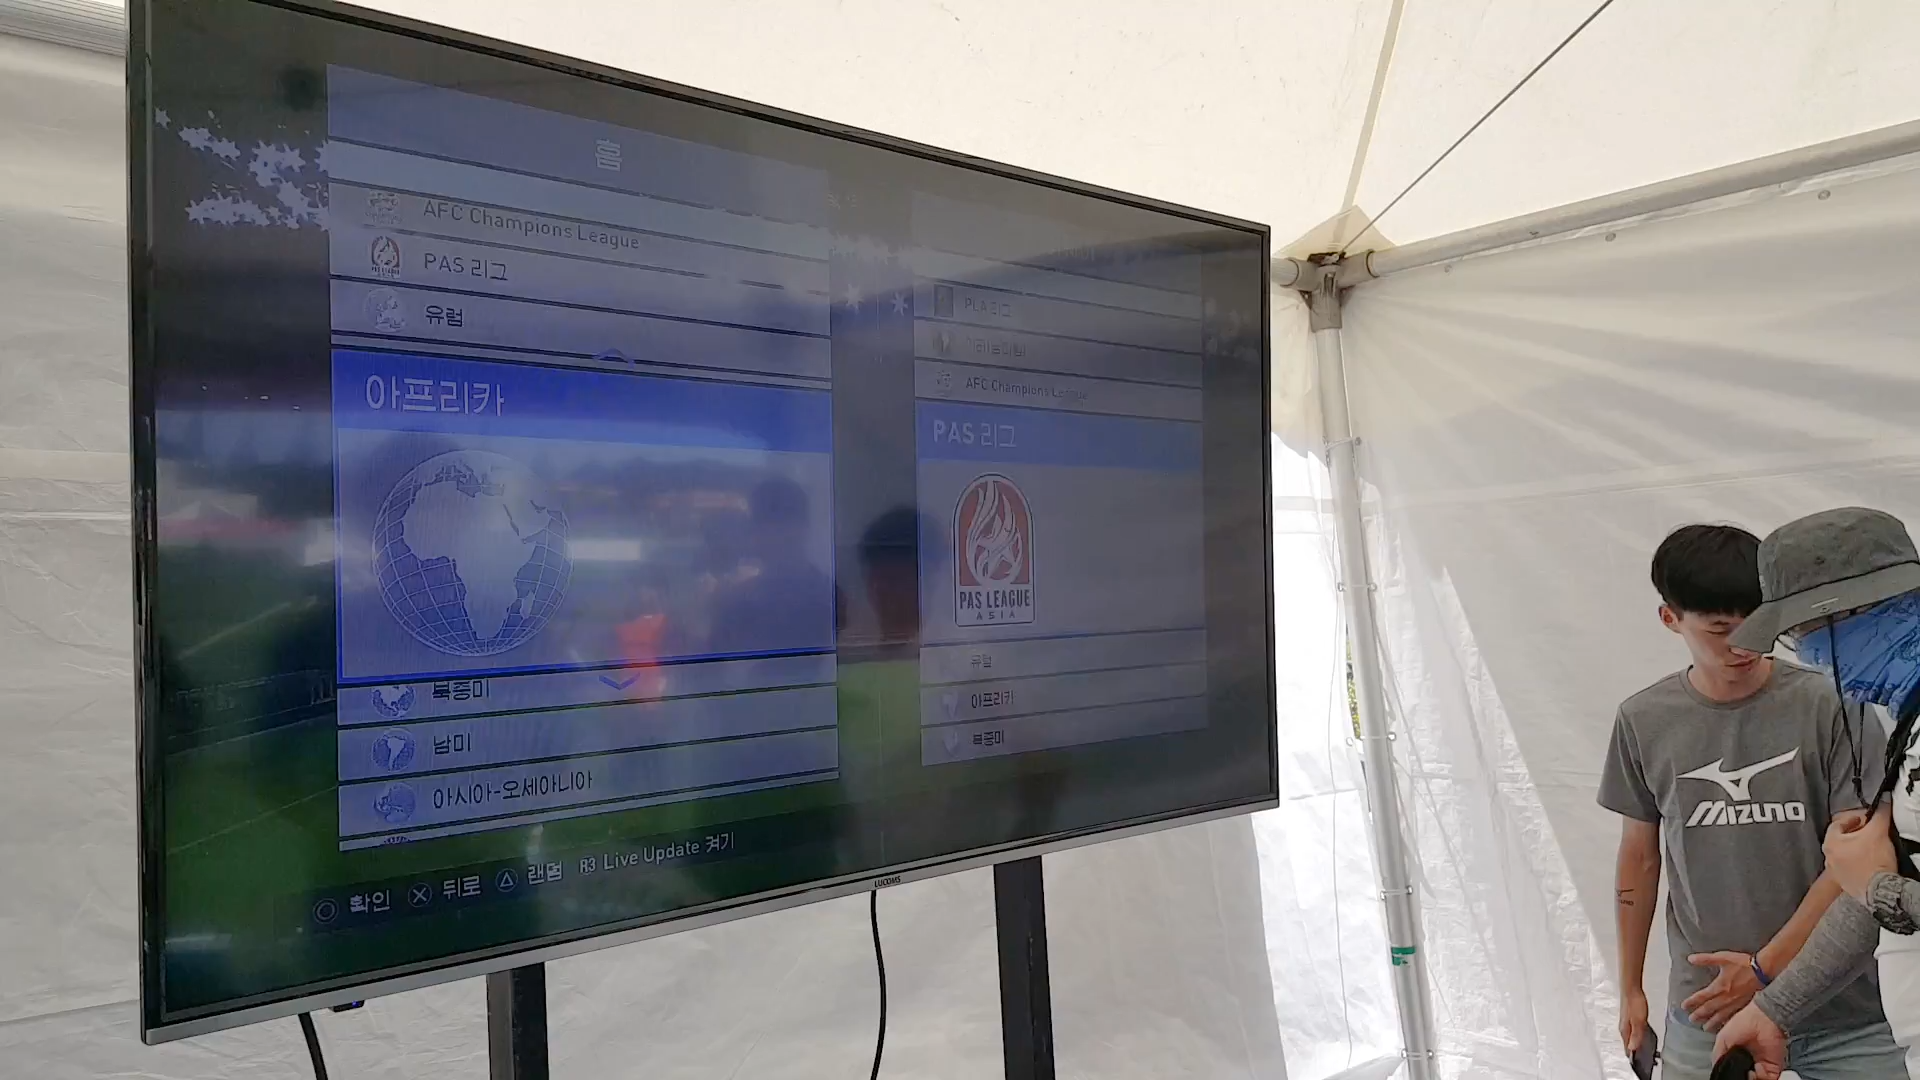 홈
AFC Champions League
PAS 리그
유럽
아프리카
북중미
남미
아시아-오세아니아
확인 뒤로 랜덤 R3 Live Update 켜기
PLA 리그
AFC Champions League
PAS 리그
PAS LEAGUE
ASIA
유럽
아프리카
북중미
LUCOMS
MIZUNO